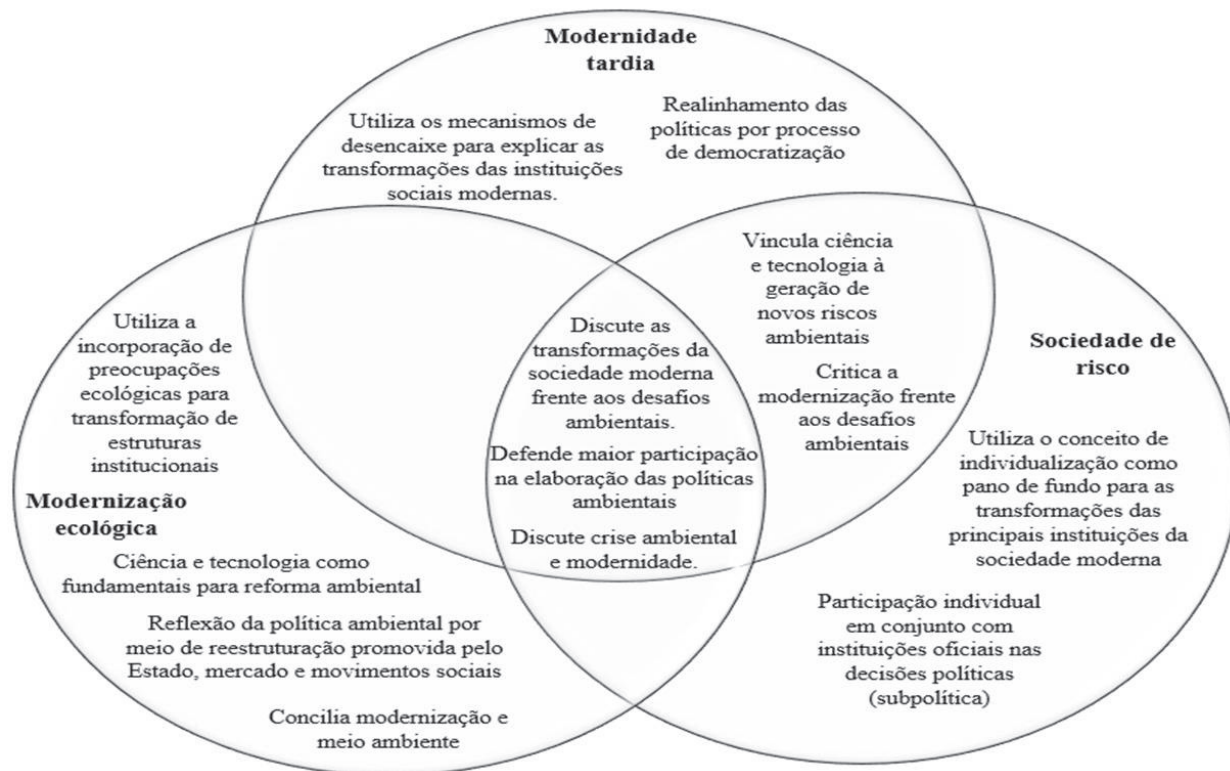 Modernidade
tardia
Utiliza os mecanismos de
desencaixe para explicar as
transformações das instituições
sociais modernas.
Realinhamento das
políticas por processo
de democratização
Vincula ciência
e tecnologia à
geração de
novos riscos
ambientais
Critica a
modernização frente
aos desafios
ambientais
Utiliza a
incorporação de
preocupações
ecológicas para
transformação de
estruturas
institucionais
Discute as
transformações da
sociedade moderna
frente aos desafios
ambientais.
Defende maior participação
na elaboração das políticas
ambientais
Discute crise ambiental
e modernidade.
Sociedade de
risco
Utiliza o conceito de
individualização como
pano de fundo para as
transformações das
principais instituições da
sociedade moderna
Participação individual
em conjunto com
instituições oficiais nas
decisões políticas
(subpolítica)
Modernização
ecológica
Ciência e tecnologia como
fundamentais para reforma ambiental
Reflexão da política ambiental por
meio de reestruturação promovida pelo
Estado, mercado e movimentos sociais
Concilia modernização e
meio ambiente